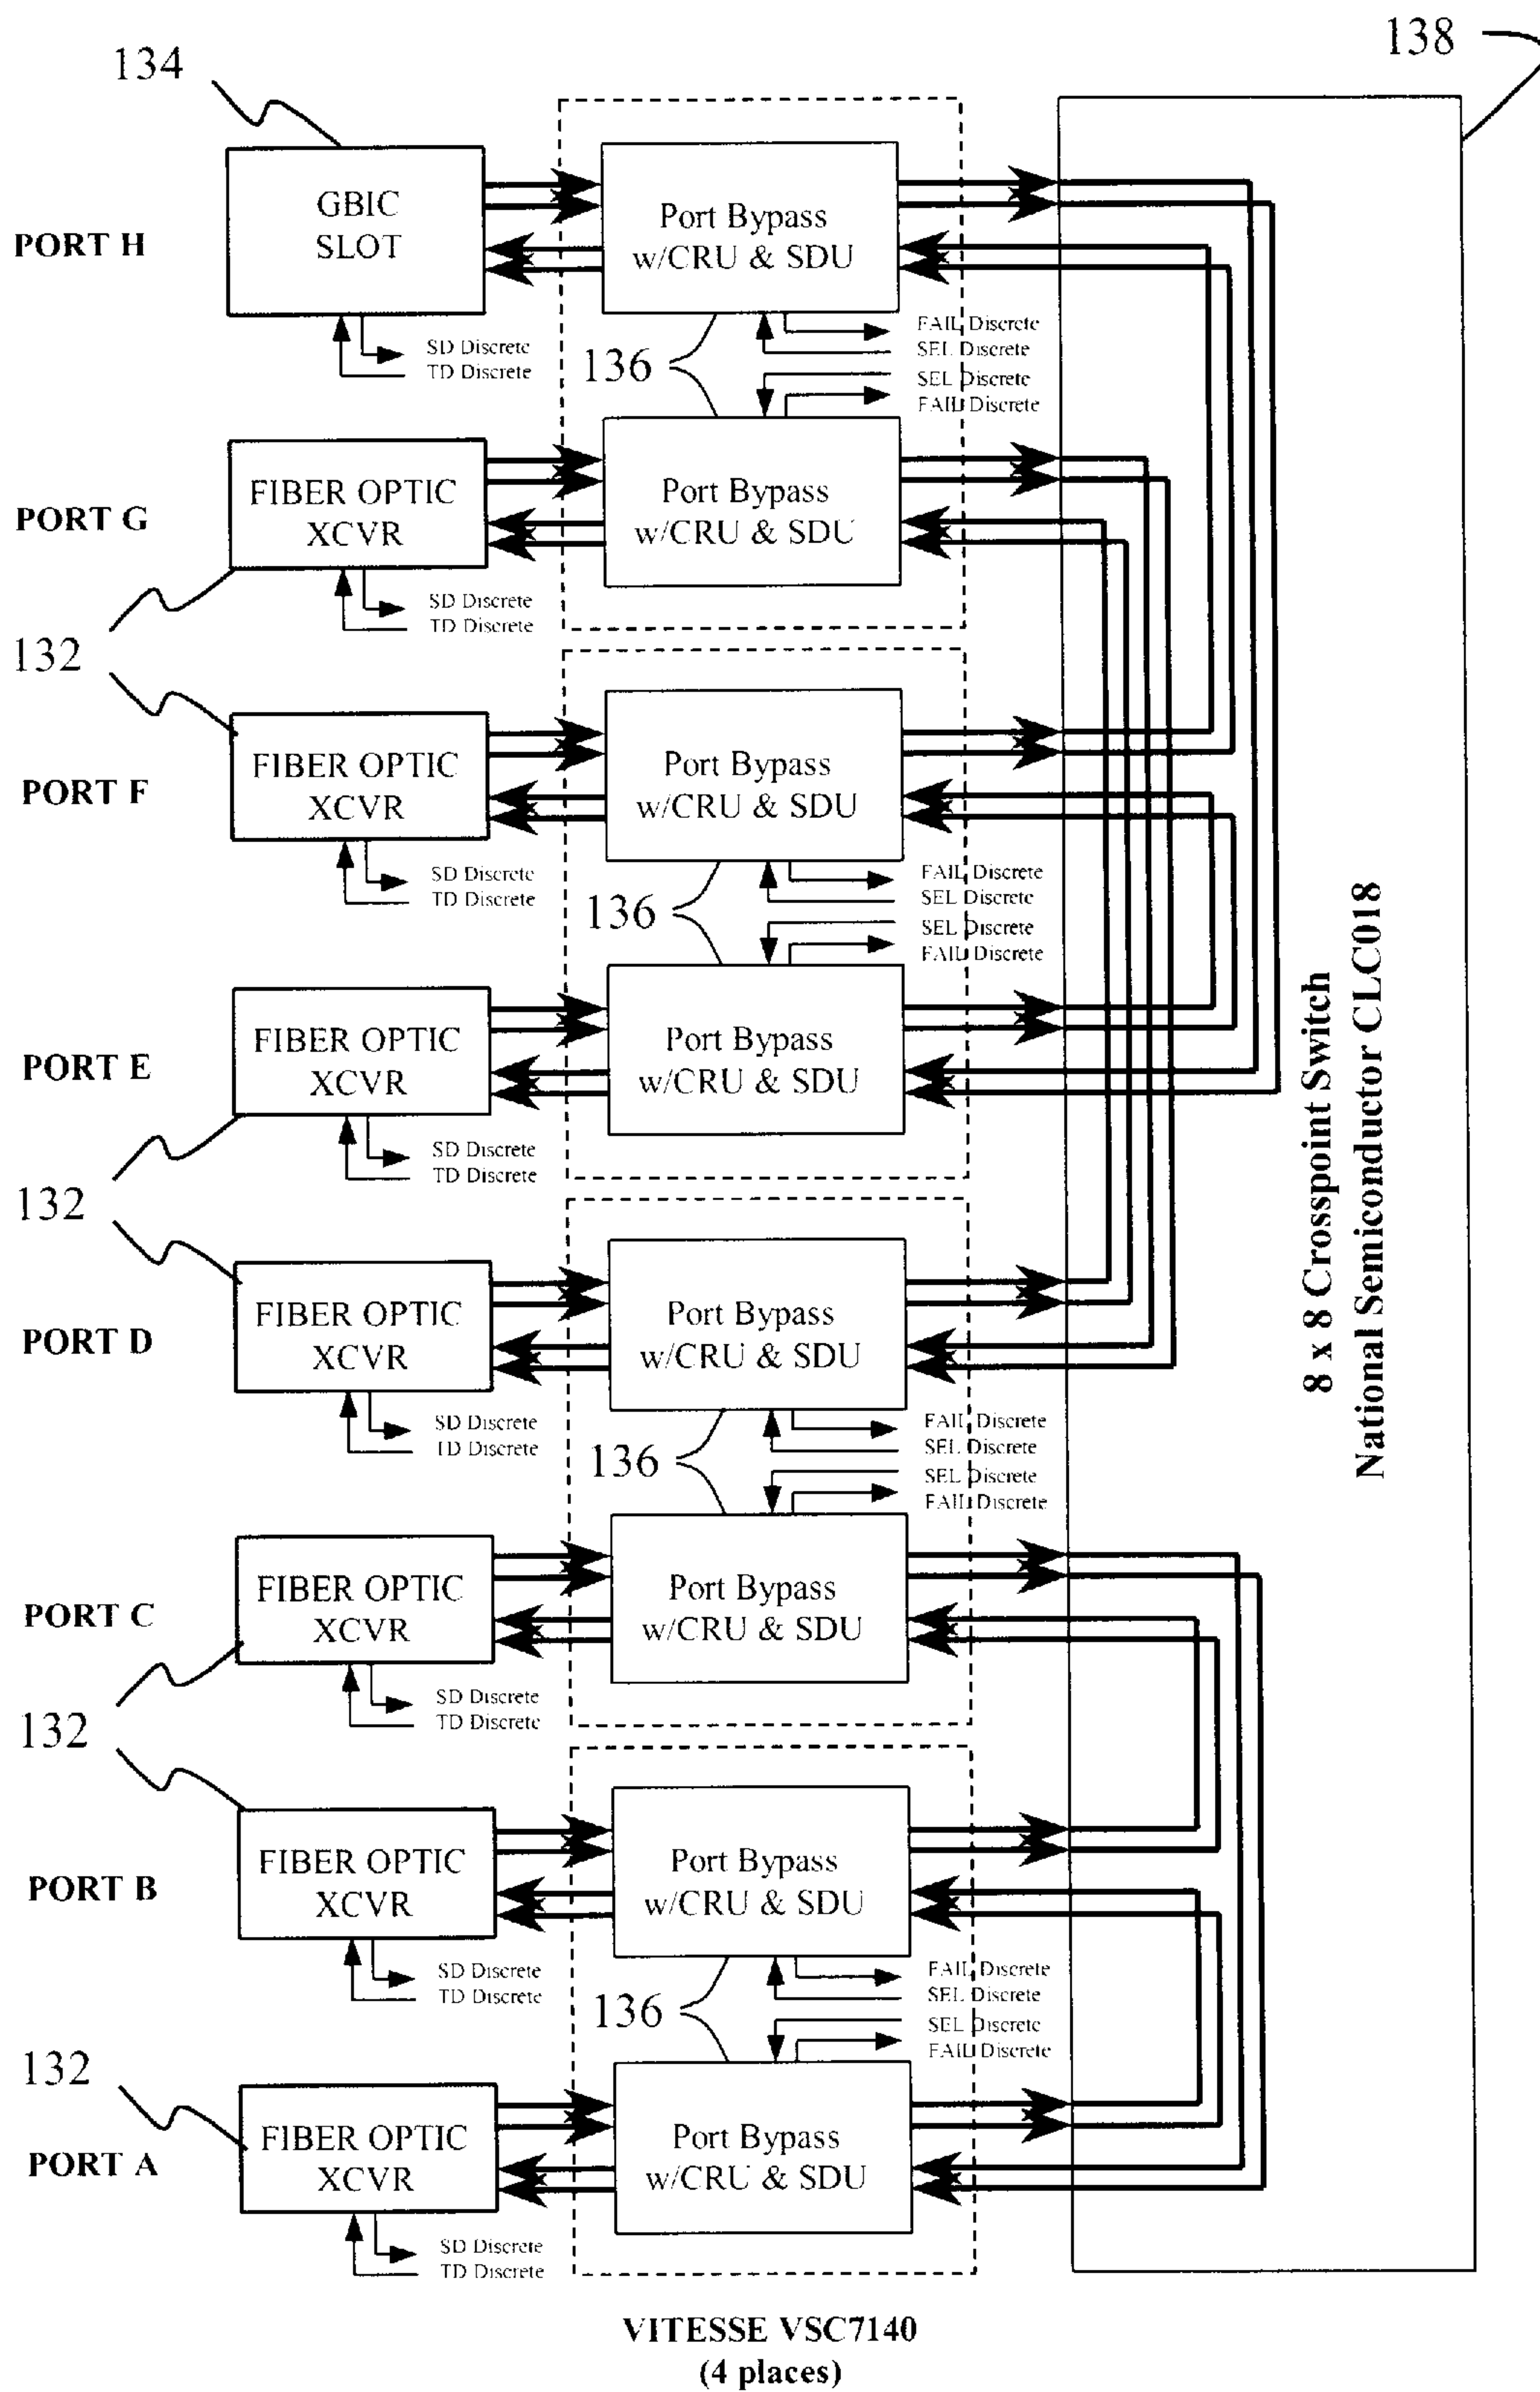 138
134
PORT H
GBIC
SLOT
Port Bypass
w/CRU & SDU
SD Discrete
TD Discrete
FAIL Discrete
SEL Discrete
136
SEL Discrete
FAIL Discrete
PORT G
FIBER OPTIC
XCVR
Port Bypass
w/CRU & SDU
SD Discrete
TD Discrete
132
PORT F
FIBER OPTIC
XCVR
Port Bypass
w/CRU & SDU
SD Discrete
TD Discrete
FAIL Discrete
SEL Discrete
136
SEL Discrete
FAIL Discrete
PORT E
FIBER OPTIC
XCVR
Port Bypass
w/CRU & SDU
SD Discrete
TD Discrete
132
8 x 8 Crosspoint Switch
National Semiconductor CLC018
PORT D
FIBER OPTIC
XCVR
Port Bypass
w/CRU & SDU
SD Discrete
TD Discrete
FAIL Discrete
SEL Discrete
136
SEL Discrete
FAIL Discrete
PORT C
FIBER OPTIC
XCVR
Port Bypass
w/CRU & SDU
SD Discrete
TD Discrete
132
PORT B
FIBER OPTIC
XCVR
Port Bypass
w/CRU & SDU
SD Discrete
TD Discrete
FAIL Discrete
SEL Discrete
136
SEL Discrete
FAIL Discrete
132
PORT A
FIBER OPTIC
XCVR
Port Bypass
w/CRU & SDU
SD Discrete
TD Discrete
VITESSE VSC7140
(4 places)